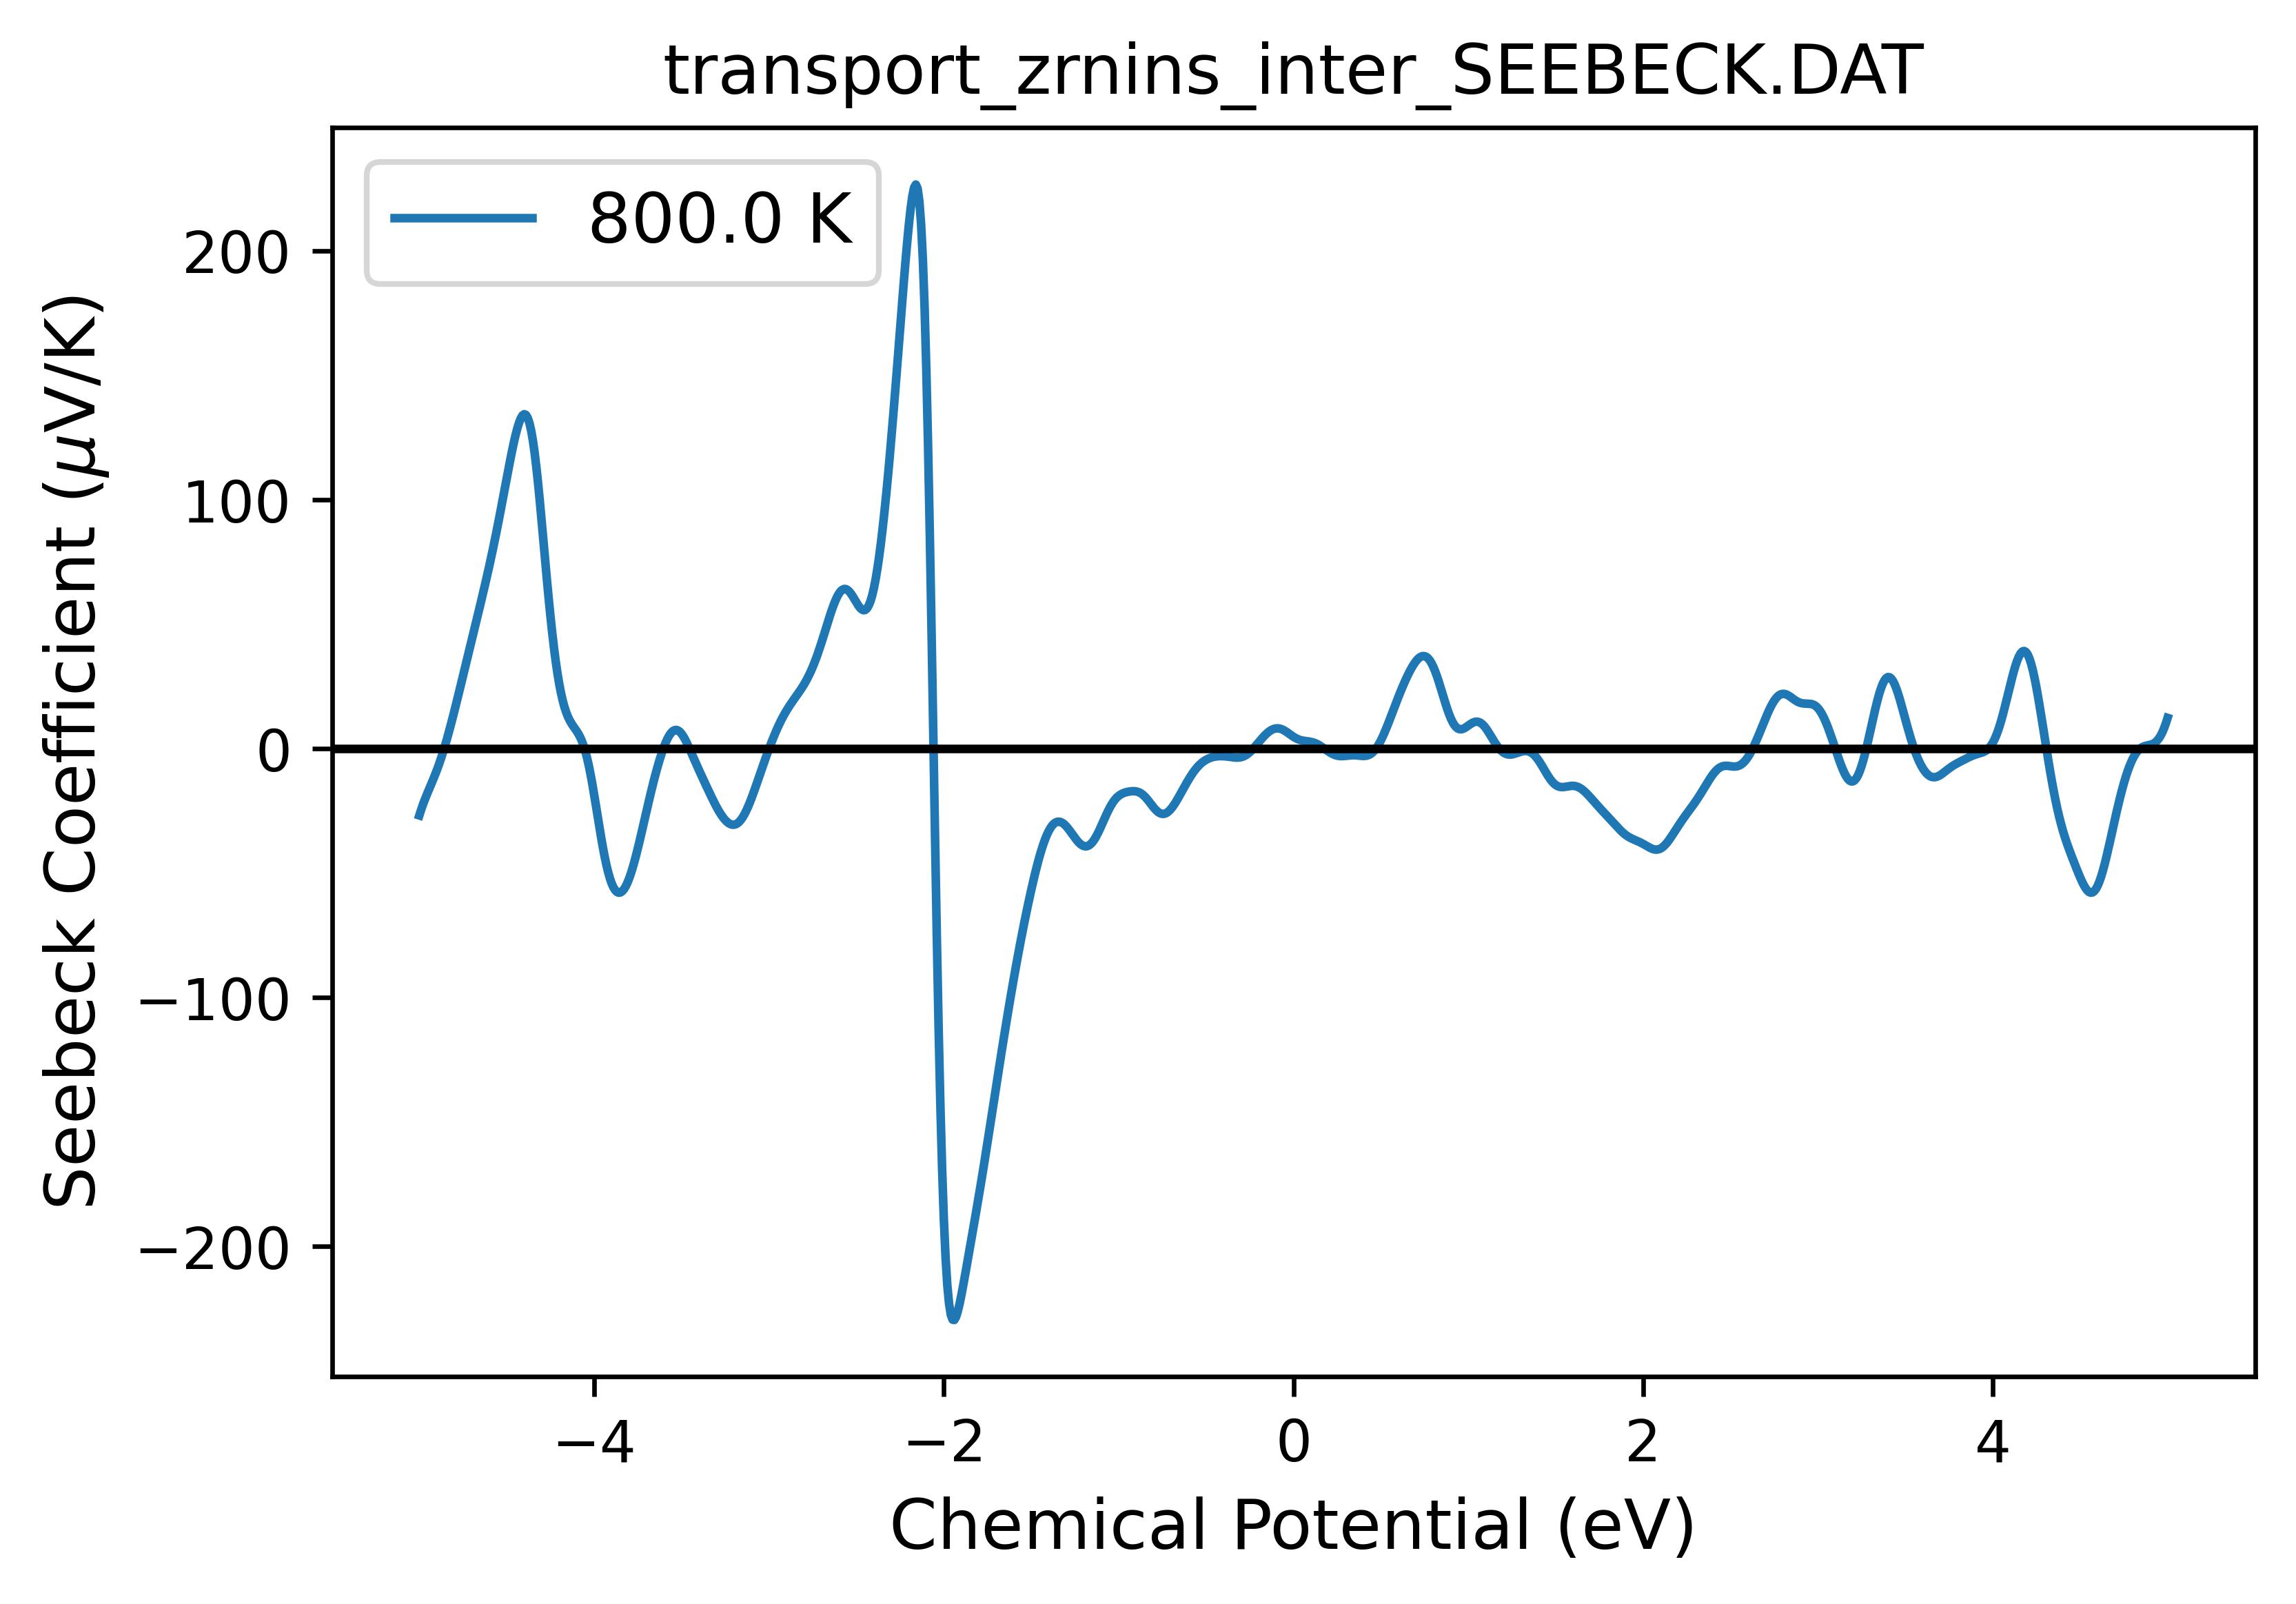 transport_zrnins_inter_SEEBECK.DAT
800.0 K
Seebeck Coefficient (μV/K)
200
100
0
−100
−200
−4
−2
0
2
4
Chemical Potential (eV)